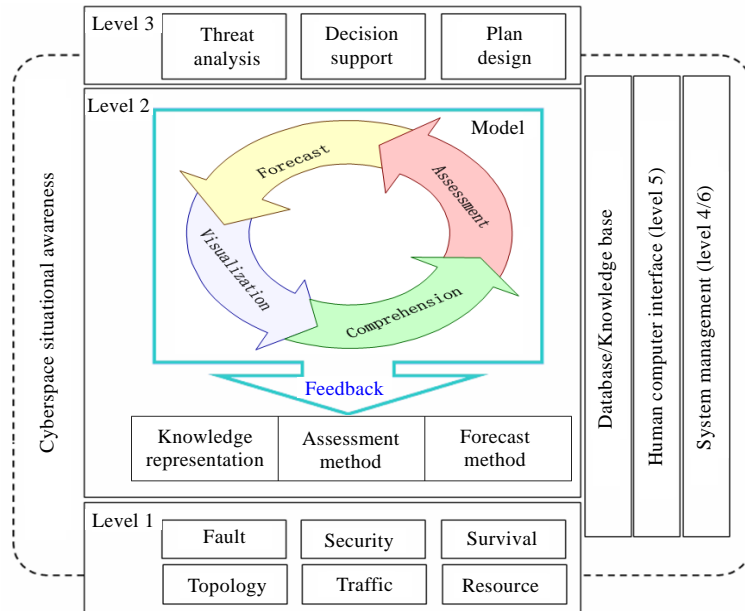 Level 3
Threat
analysis
Decision
support
Plan
design
Level 2
Model
Forecast
Assessment
Visualization
Comprehension
Feedback
Knowledge
representation
Assessment
method
Forecast
method
Level 1
Fault
Security
Survival
Topology
Traffic
Resource
Cyberspace situational awareness
Database/Knowledge base
Human computer interface (level 5)
System management (level 4/6)